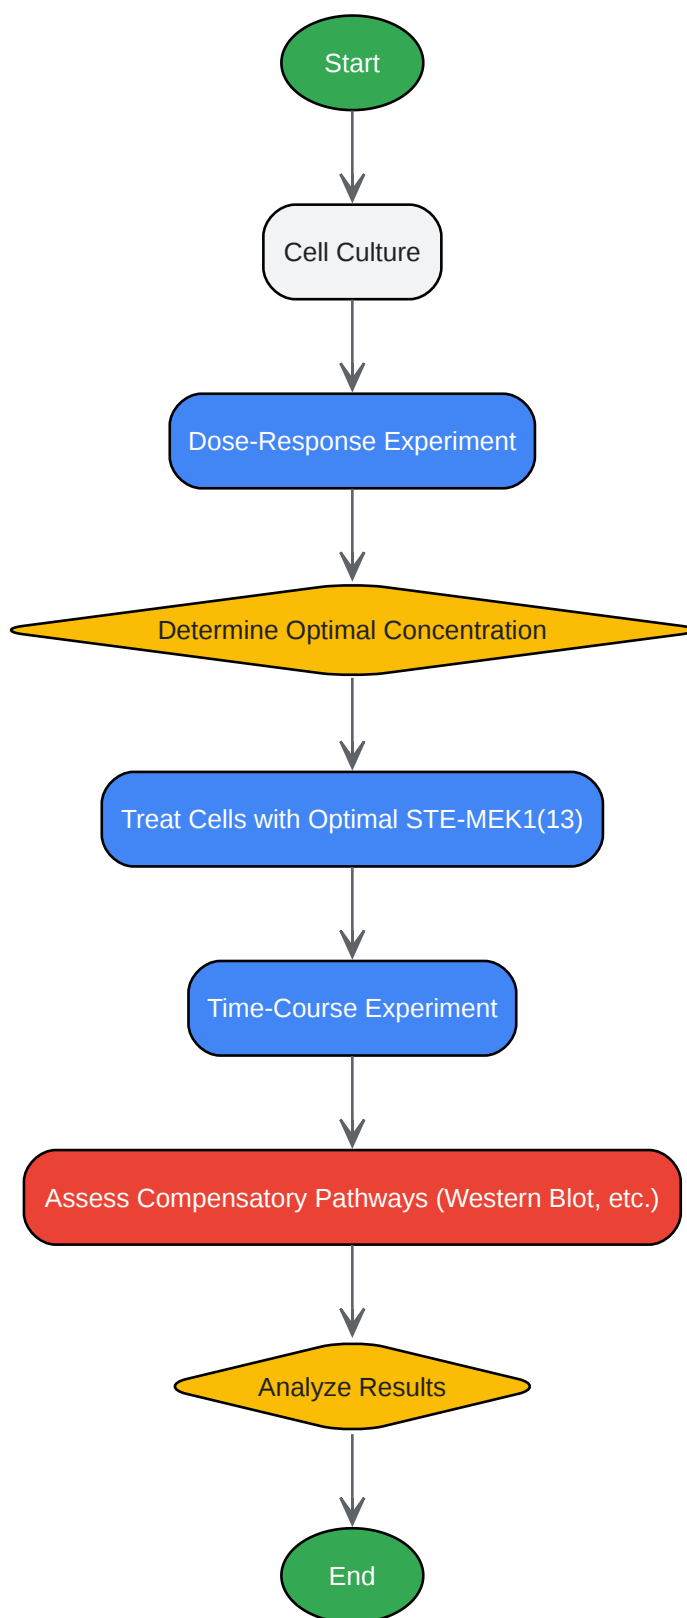 Start
Cell Culture
Dose-Response Experiment
Determine Optimal Concentration
Treat Cells with Optimal STE-MEK1(13)
Time-Course Experiment
Assess Compensatory Pathways (Western Blot, etc.)
Analyze Results
End